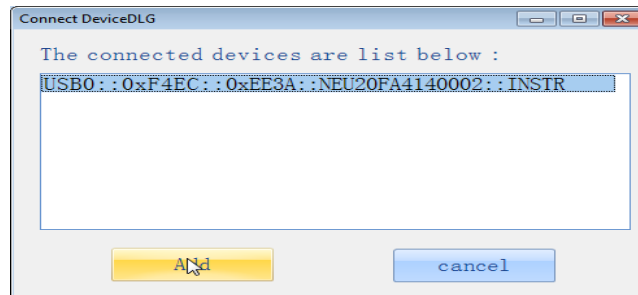 Connect DeviceDLG
The connected devices are list below :
USB0::0xF4EC::0xEE3A::NEU20FA4140002::INSTR
Add
cancel